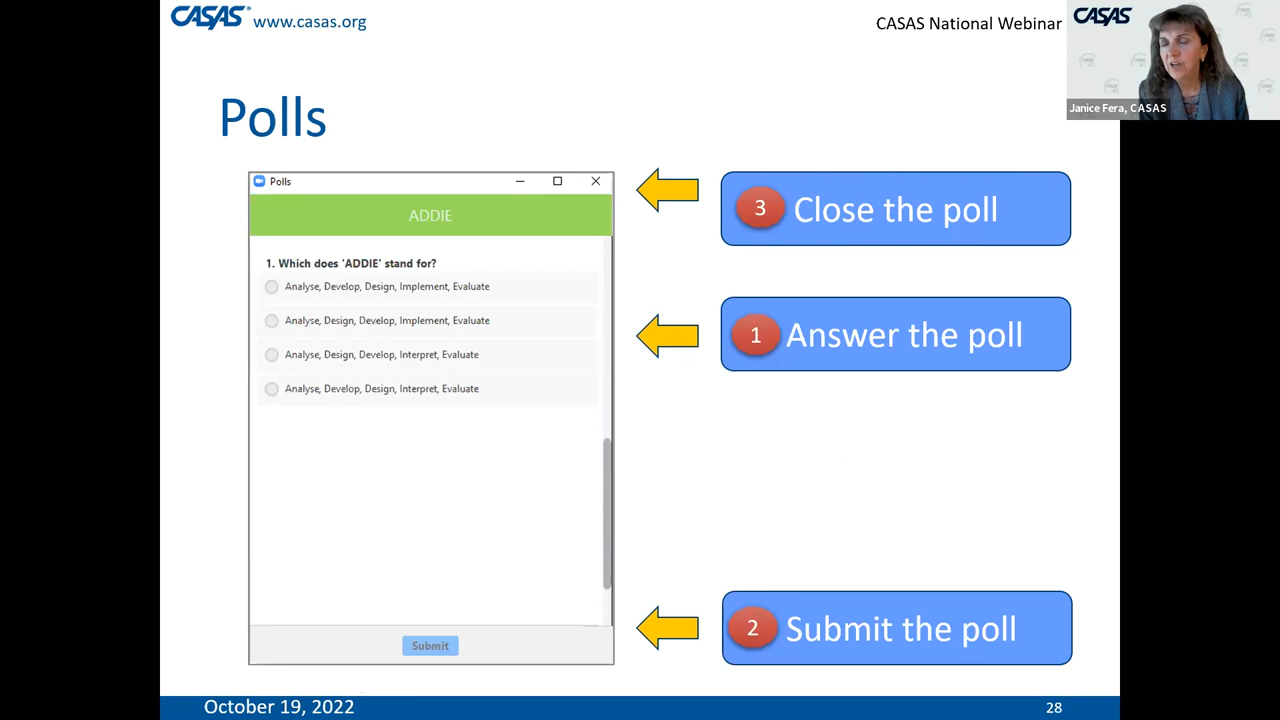 CASAS® www.casas.org
CASAS National Webinar
CASAS
Janice Fera, CASAS
Polls
Polls
ADDIE
1. Which does 'ADDIE' stand for?
Analyse, Develop, Design, Implement, Evaluate
Analyse, Design, Develop, Implement, Evaluate
Analyse, Design, Develop, Interpret, Evaluate
Analyse, Develop, Design, Interpret, Evaluate
Submit
3 Close the poll
1 Answer the poll
2 Submit the poll
October 19, 2022
28